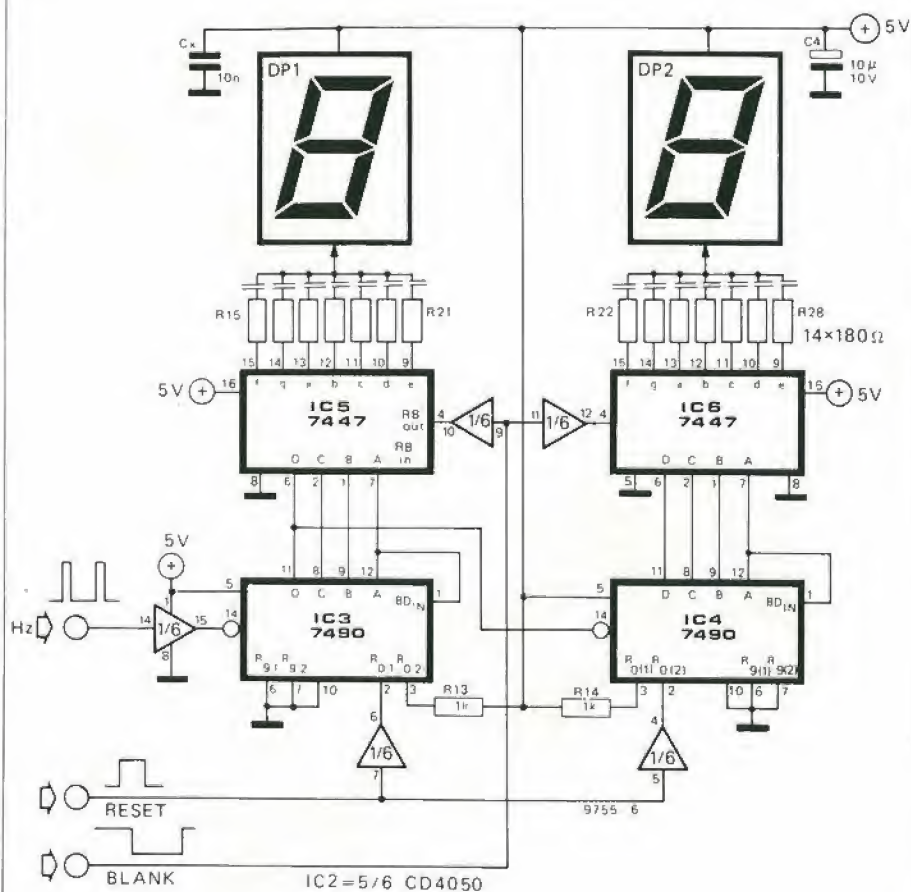 5V
Cx
10n
C4
10µ
10V
DP1
DP2
R15
R21
R22
R28
14×180Ω
15 14 13 12 11 10 9
15 14 13 12 11 10 9
f g a b c d e
f g a b c d e
5V
16
16
5V
IC5
7447
RB
out
RB
in
4
10
1/6
9
11
1/6
12
4
IC6
7447
D C B A
D C B A
8
6 2 1 7
5
6 2 1 7
8
5V
11 8 9 12
11 8 9 12
1
5
D C B A
1
BD IN
5
D C B A
1
BD IN
Hz
14
1/6
15
14
8
IC3
7490
14
IC4
7490
R R
9 1 9 2
R R
0 1 0 2
R R
0(1) 0(2)
R R
9(1) 9(2)
6 7 10
2 3
R13
1k
R14
1k
3 2
10 6 7
6
1/6
7
4
1/6
5
RESET
9755 6
BLANK
IC2=5/6 CD4050